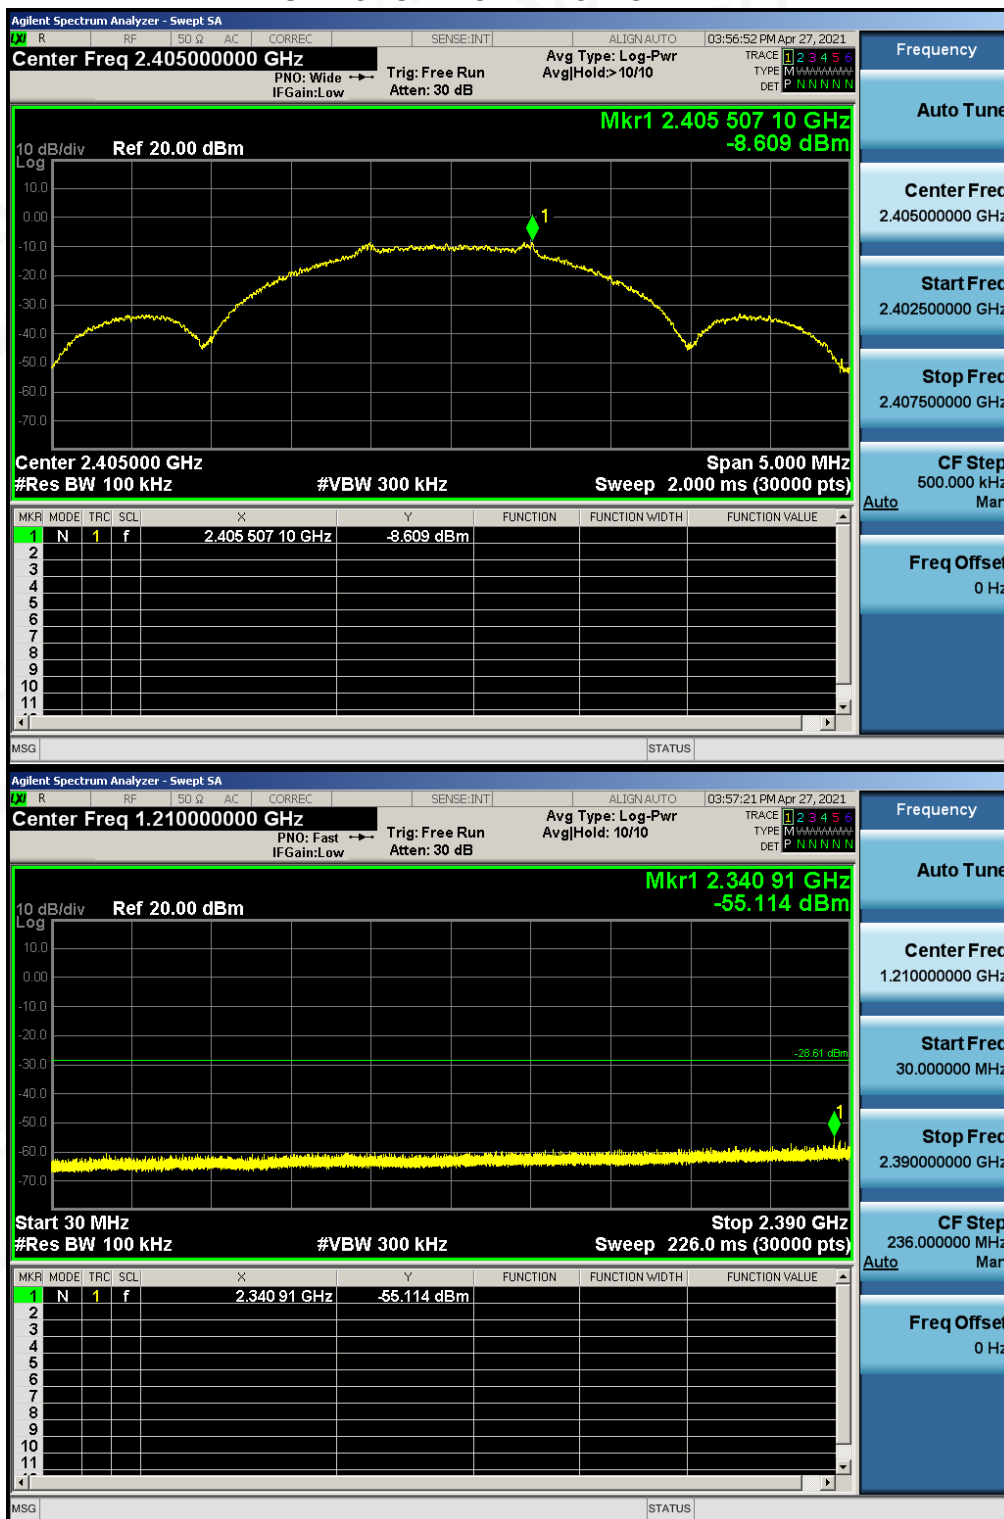 Agilent Spectrum Analyzer - Swept SA
LXI R RF 50 Ω AC CORREC SENSE:INT ALIGN AUTO 03:56:52 PM Apr 27, 2021
Center Freq 2.405000000 GHz Avg Type: Log-Pwr TRACE 1 2 3 4 5 6
PNO: Wide Trig: Free Run Avg|Hold:>10/10 TYPE M
IFGain:Low Atten: 30 dB DET P N N N N N
Mkr1 2.405 507 10 GHz
-8.609 dBm
10 dB/div Ref 20.00 dBm
Log
10.0
0.00
1
-10.0
-20.0
-30.0
-40.0
-50.0
-60.0
-70.0
Center 2.405000 GHz Span 5.000 MHz
#Res BW 100 kHz #VBW 300 kHz Sweep 2.000 ms (30000 pts)
MKR MODE TRC SCL X Y FUNCTION FUNCTION WIDTH FUNCTION VALUE
1 N 1 f 2.405 507 10 GHz -8.609 dBm
2
3
4
5
6
7
8
9
10
11
MSG STATUS
Frequency
Auto Tune
Center Freq
2.405000000 GHz
Start Freq
2.402500000 GHz
Stop Freq
2.407500000 GHz
CF Step
500.000 kHz
Auto Man
Freq Offset
0 Hz
Agilent Spectrum Analyzer - Swept SA
LXI R RF 50 Ω AC CORREC SENSE:INT ALIGN AUTO 03:57:21 PM Apr 27, 2021
Center Freq 1.210000000 GHz Avg Type: Log-Pwr TRACE 1 2 3 4 5 6
PNO: Fast Trig: Free Run Avg|Hold: 10/10 TYPE M
IFGain:Low Atten: 30 dB DET P N N N N N
Mkr1 2.340 91 GHz
-55.114 dBm
10 dB/div Ref 20.00 dBm
Log
10.0
0.00
-10.0
-20.0
-28.61 dBm
-30.0
-40.0
1
-50.0
-60.0
-70.0
Start 30 MHz Stop 2.390 GHz
#Res BW 100 kHz #VBW 300 kHz Sweep 226.0 ms (30000 pts)
MKR MODE TRC SCL X Y FUNCTION FUNCTION WIDTH FUNCTION VALUE
1 N 1 f 2.340 91 GHz -55.114 dBm
2
3
4
5
6
7
8
9
10
11
MSG STATUS
Frequency
Auto Tune
Center Freq
1.210000000 GHz
Start Freq
30.000000 MHz
Stop Freq
2.390000000 GHz
CF Step
236.000000 MHz
Auto Man
Freq Offset
0 Hz